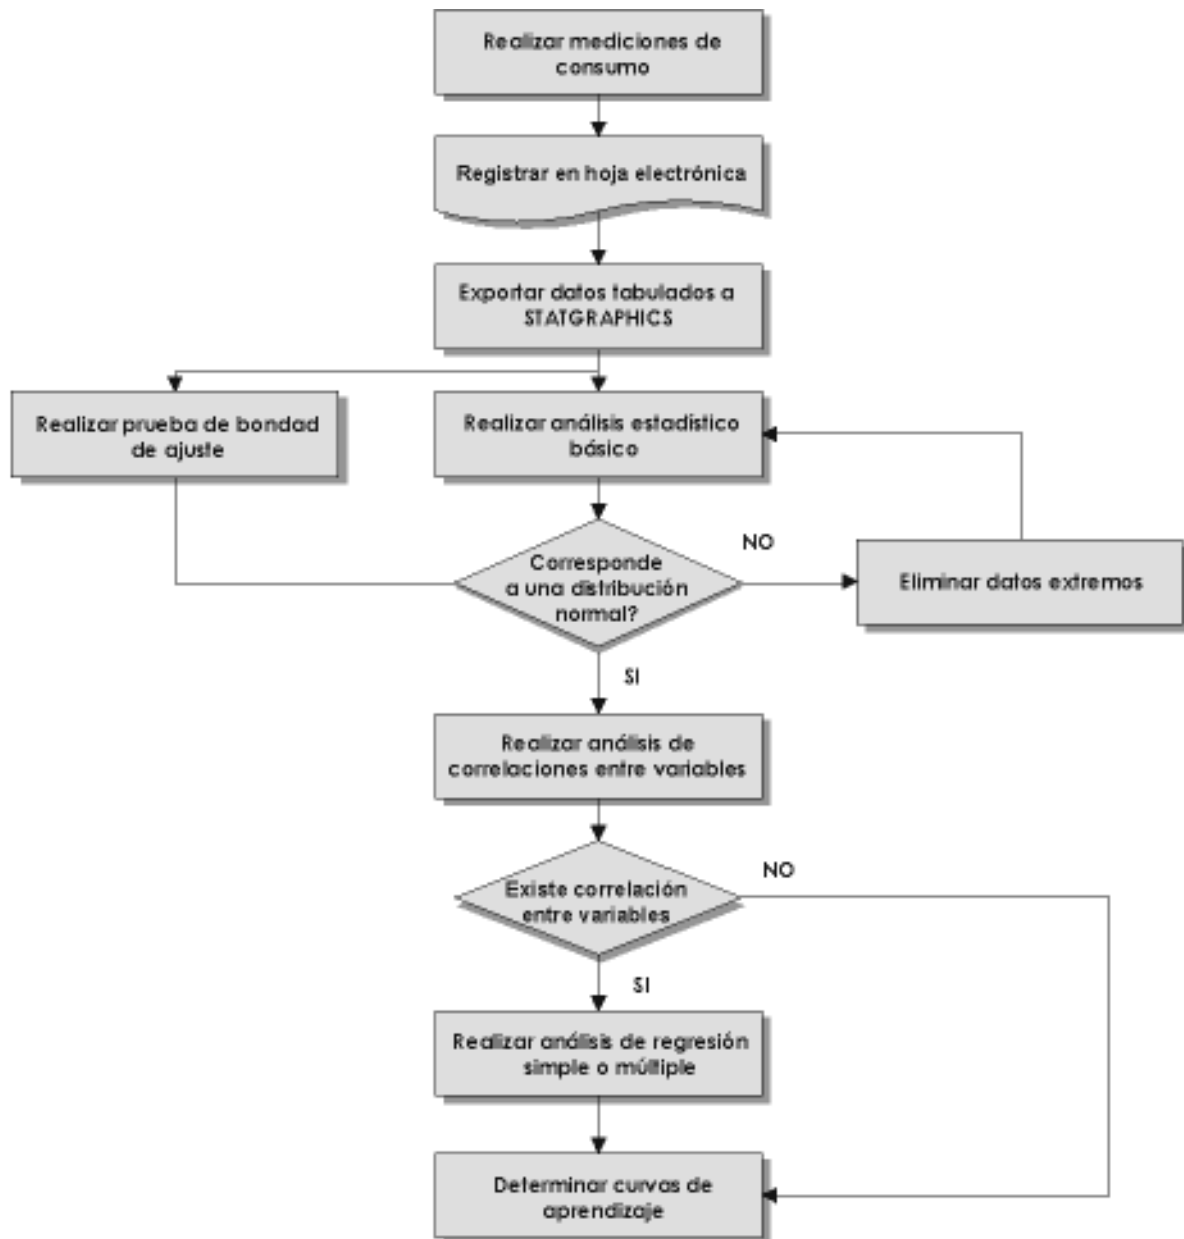 Realizar mediciones de
consumo
Registrar en hoja electrónica
Exportar datos tabulados a
STATGRAPHICS
Realizar prueba de bondad
de ajuste
Realizar análisis estadístico
básico
Corresponde
a una distribución
normal?
NO
Eliminar datos extremos
SI
Realizar análisis de
correlaciones entre variables
Existe correlación
entre variables
NO
SI
Realizar análisis de regresión
simple o múltiple
Determinar curvas de
aprendizaje